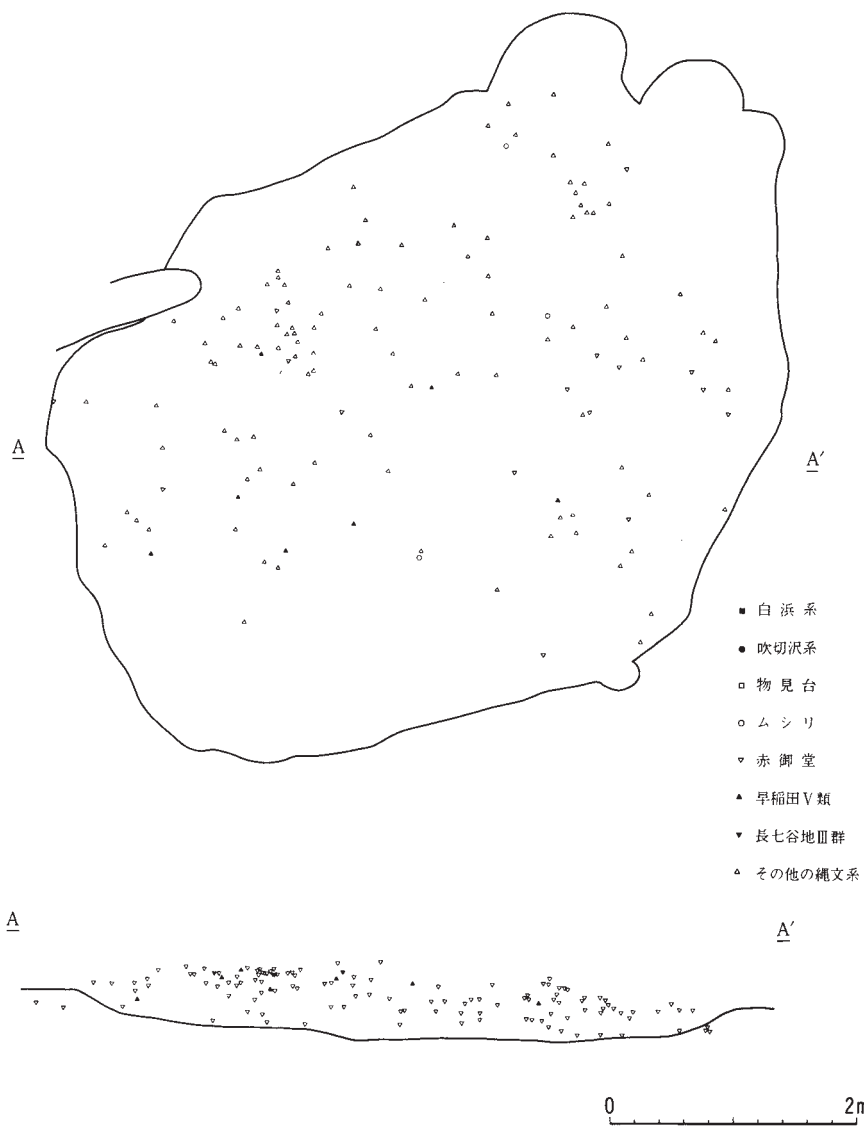 A A′
白浜系
吹切沢系
物見台
ムシリ
赤御堂
早稲田V類
長七谷地III群
その他の縄文系
A A′
0 2m